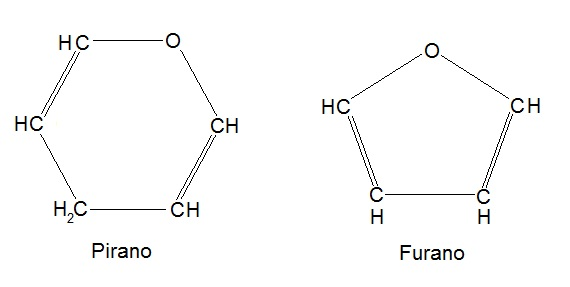 HC O
HC CH
H₂C CH
Pirano
O
HC CH
C C
H H
Furano